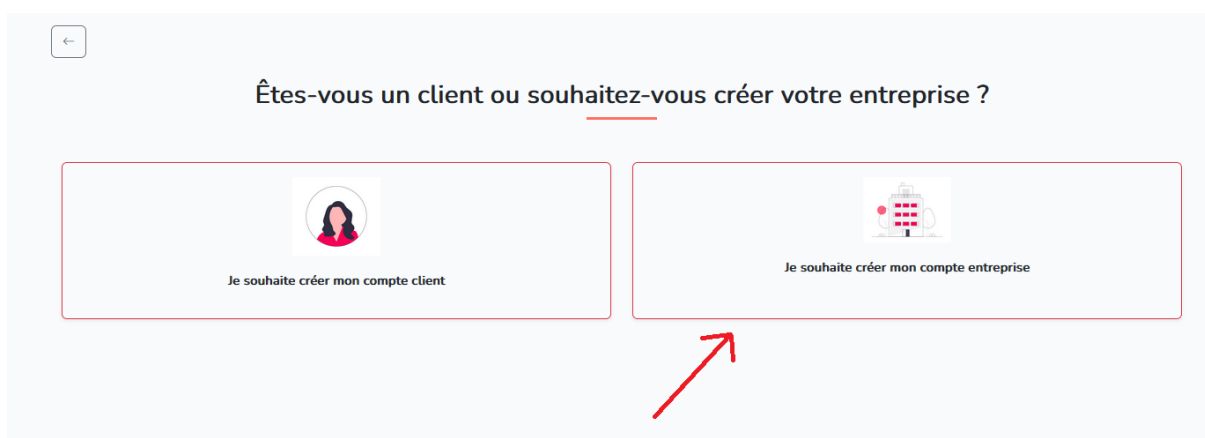 Êtes-vous un client ou souhaitez-vous créer votre entreprise ?
Je souhaite créer mon compte client
Je souhaite créer mon compte entreprise